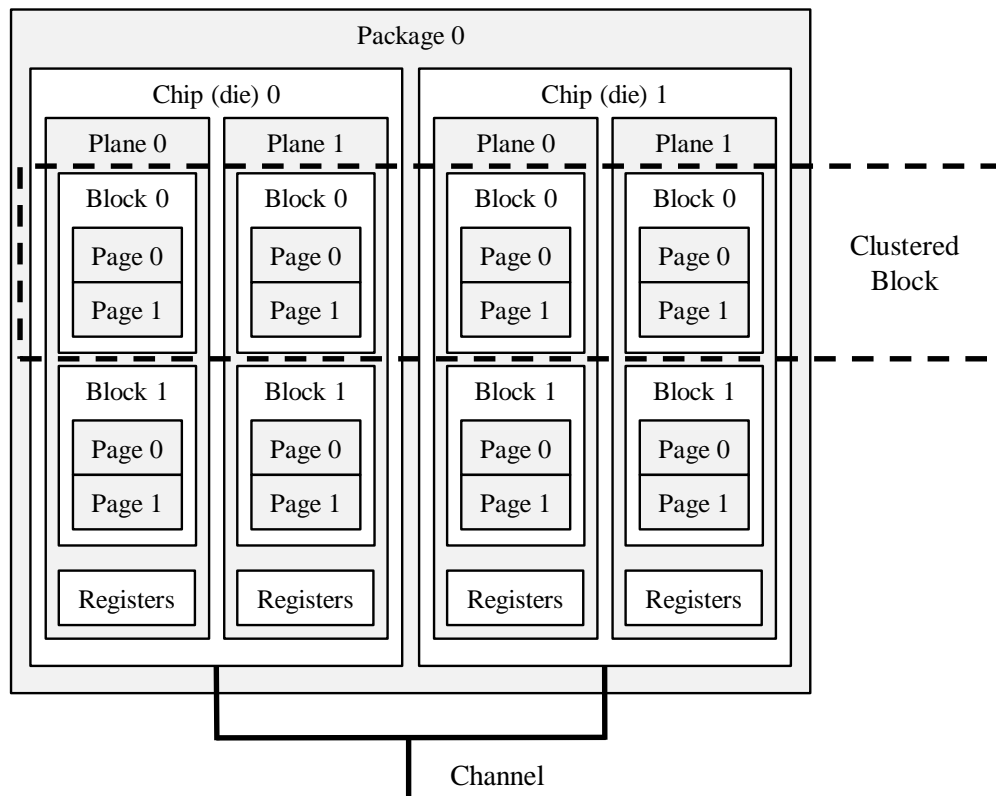 Package 0
Chip (die) 0 Chip (die) 1
Plane 0 Plane 1 Plane 0 Plane 1
Block 0 Block 0 Block 0 Block 0
Page 0 Page 0 Page 0 Page 0
Clustered
Block
Page 1 Page 1 Page 1 Page 1
Block 1 Block 1 Block 1 Block 1
Page 0 Page 0 Page 0 Page 0
Page 1 Page 1 Page 1 Page 1
Registers Registers Registers Registers
Channel